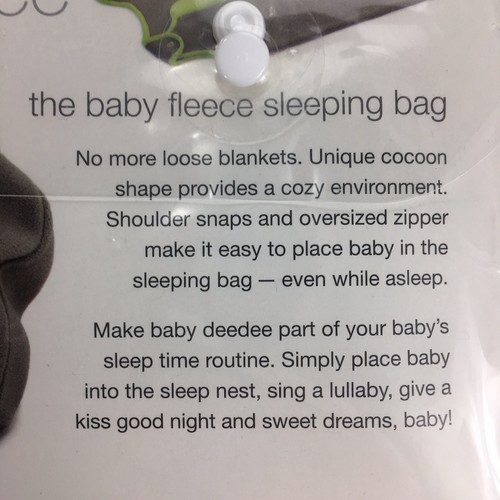 the baby fleece sleeping bag
No more loose blankets. Unique cocoon
shape provides a cozy environment.
Shoulder snaps and oversized zipper
make it easy to place baby in the
sleeping bag — even while asleep.
Make baby deedee part of your baby's
sleep time routine. Simply place baby
into the sleep nest, sing a lullaby, give a
kiss good night and sweet dreams, baby!